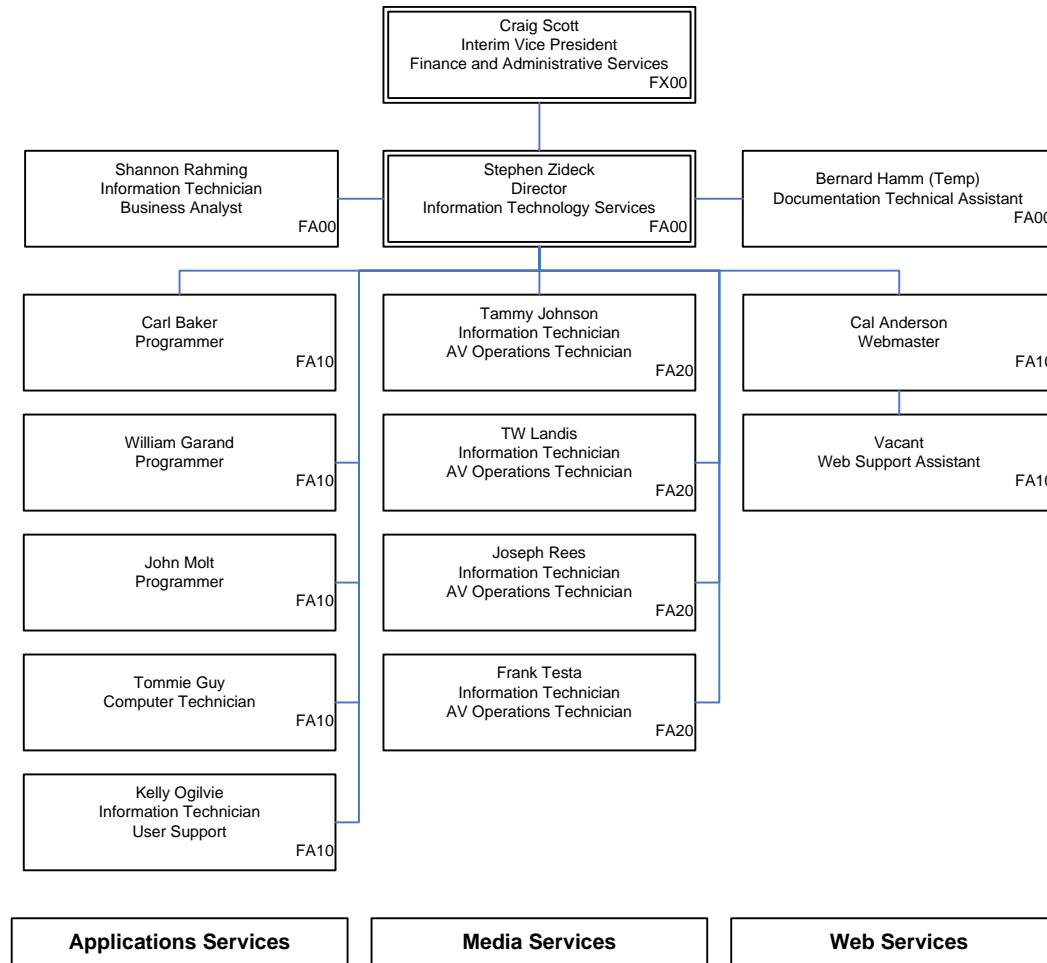 Craig Scott
Interim Vice President
Finance and Administrative Services
FX00
Shannon Rahming
Information Technician
Business Analyst
FA00
Stephen Zideck
Director
Information Technology Services
FA00
Bernard Hamm (Temp)
Documentation Technical Assistant
FA00
Carl Baker
Programmer
FA10
Tammy Johnson
Information Technician
AV Operations Technician
FA20
Cal Anderson
Webmaster
FA10
William Garand
Programmer
FA10
TW Landis
Information Technician
AV Operations Technician
FA20
Vacant
Web Support Assistant
FA10
John Molt
Programmer
FA10
Joseph Rees
Information Technician
AV Operations Technician
FA20
Tommie Guy
Computer Technician
FA10
Frank Testa
Information Technician
AV Operations Technician
FA20
Kelly Ogilvie
Information Technician
User Support
FA10
Applications Services
Media Services
Web Services